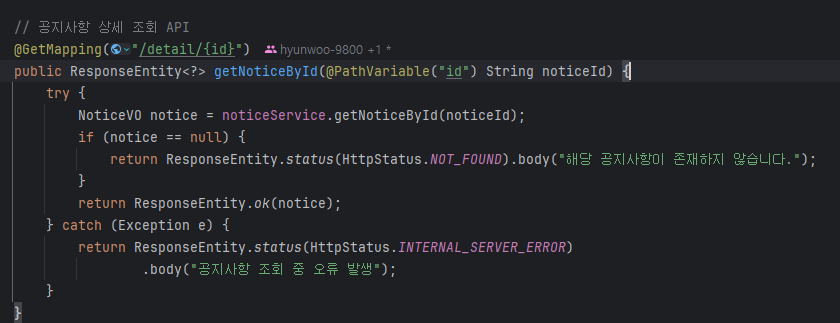 // 공지사항 상세 조회 API
@GetMapping("/detail/{id}") hyunwoo-9800 +1 *
public ResponseEntity<?> getNoticeById(@PathVariable("id") String noticeId) {
    try {
        NoticeVO notice = noticeService.getNoticeById(noticeId);
        if (notice == null) {
            return ResponseEntity.status(HttpStatus.NOT_FOUND).body("해당 공지사항이 존재하지 않습니다.");
        }
        return ResponseEntity.ok(notice);
    } catch (Exception e) {
        return ResponseEntity.status(HttpStatus.INTERNAL_SERVER_ERROR)
                .body("공지사항 조회 중 오류 발생");
    }
}